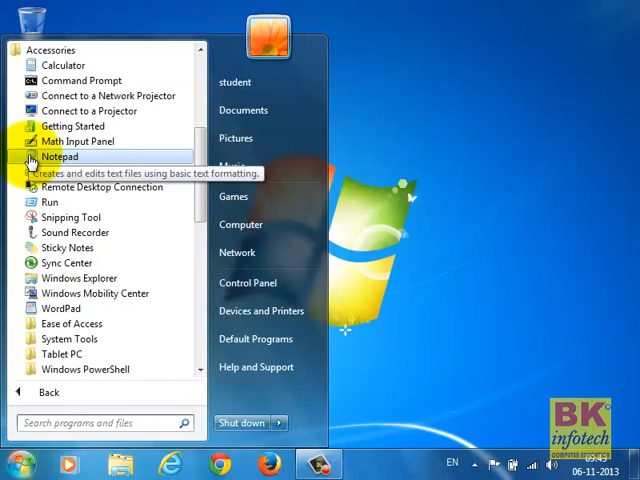 Accessories
Calculator
Command Prompt
Connect to a Network Projector
Connect to a Projector
Getting Started
Math Input Panel
Notepad
Creates and edits text files using basic text formatting.
Remote Desktop Connection
Run
Snipping Tool
Sound Recorder
Sticky Notes
Sync Center
Windows Explorer
Windows Mobility Center
WordPad
Ease of Access
System Tools
Tablet PC
Windows PowerShell
Back
Search programs and files
student
Documents
Pictures
Music
Games
Computer
Network
Control Panel
Devices and Printers
Default Programs
Help and Support
Shut down
BK
infotech
EN
06-11-2013